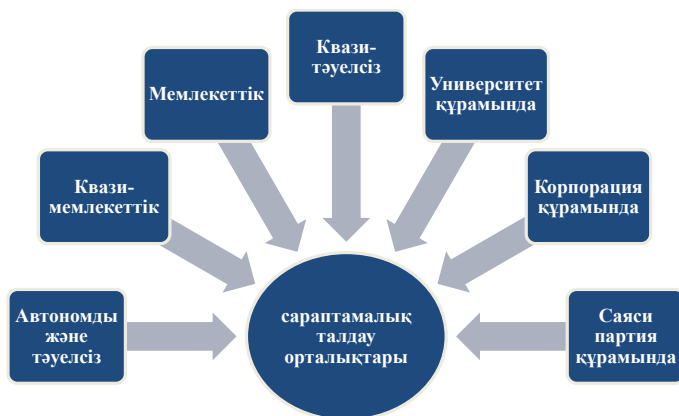 Квази-
тәуелсіз
Мемлекеттік
Университет
құрамында
Квази-
мемлекеттік
Корпорация
құрамында
Автономды
және
тәуелсіз
сараптамалық
талдау
орталықтары
Саяси
партия
құрамында